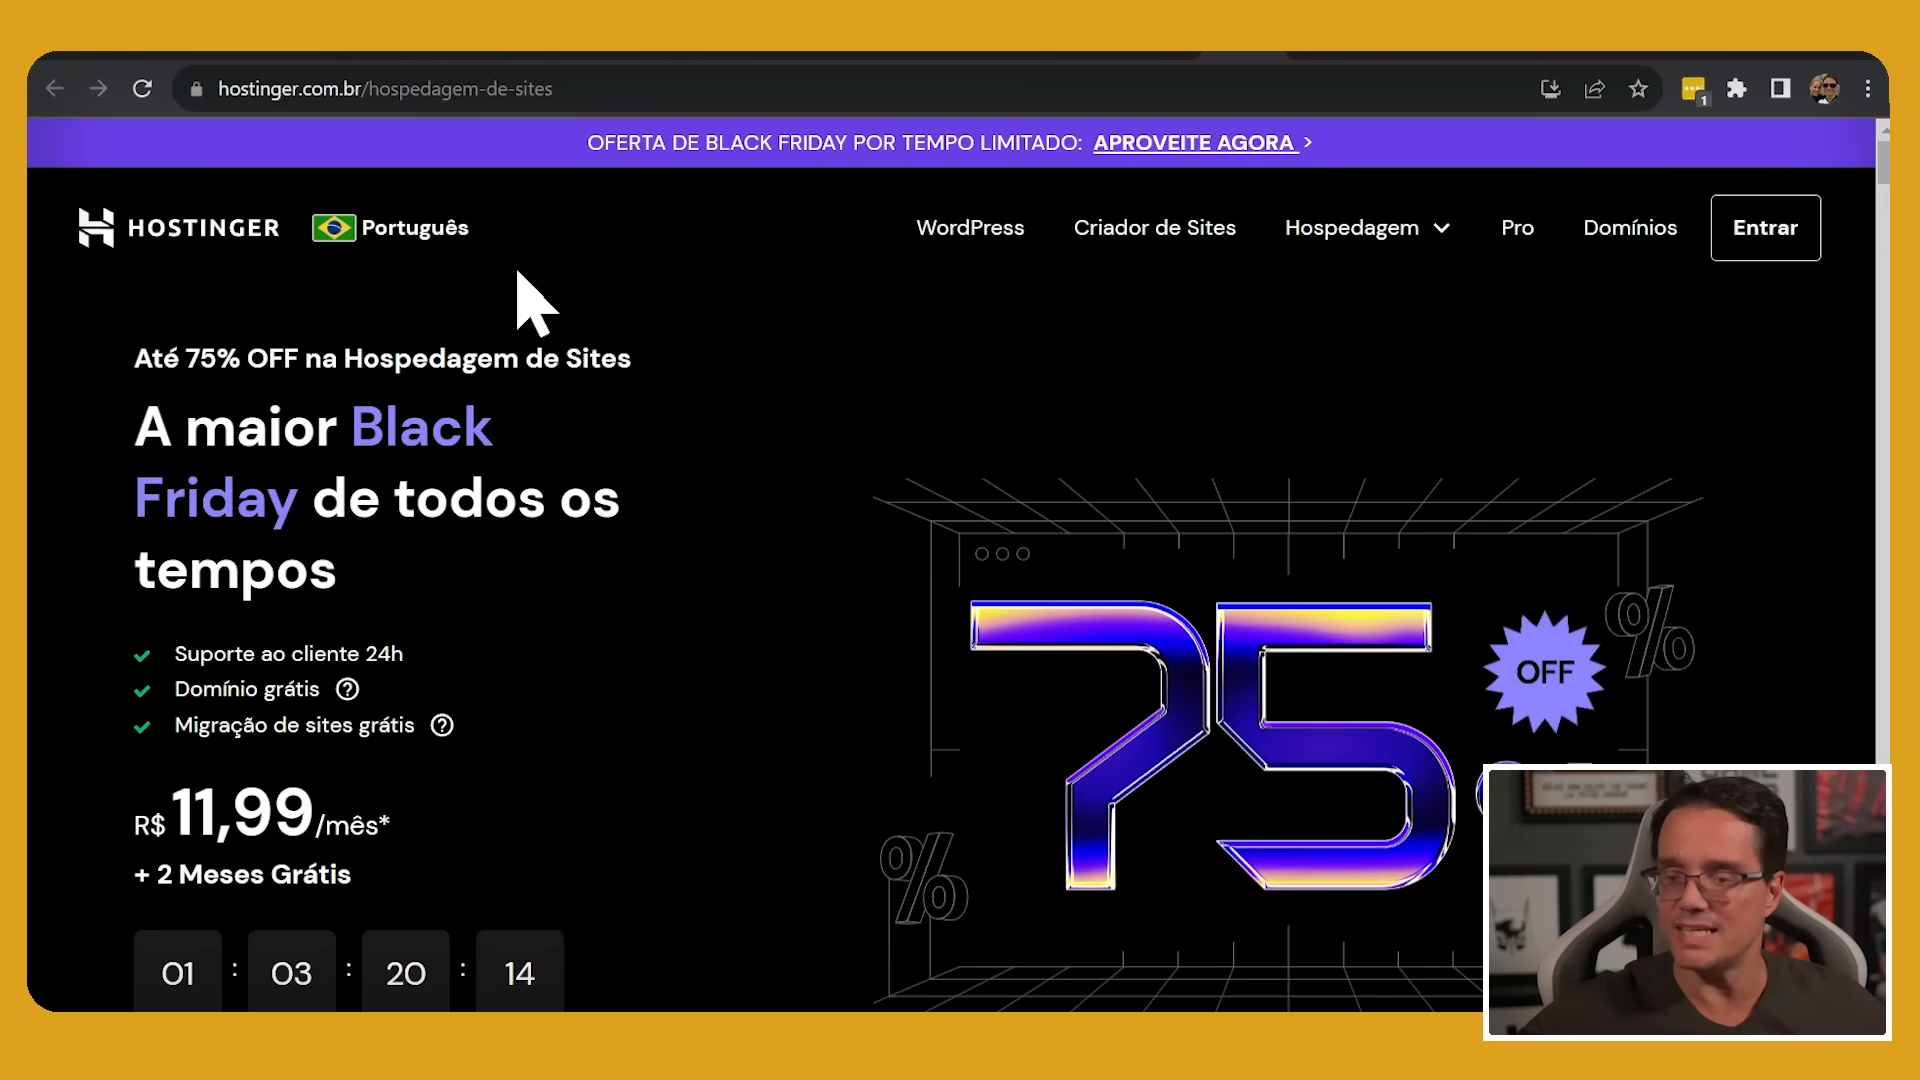 hostinger.com.br/hospedagem-de-sites
1
OFERTA DE BLACK FRIDAY POR TEMPO LIMITADO: APROVEITE AGORA >
HOSTINGER Português WordPress Criador de Sites Hospedagem Pro Domínios Entrar
Até 75% OFF na Hospedagem de Sites
A maior Black
Friday de todos os
tempos
Suporte ao cliente 24h
Domínio grátis ?
Migração de sites grátis ?
R$ 11,99/mês*
+ 2 Meses Grátis
01 : 03 : 20 : 14
%
75
OFF
%